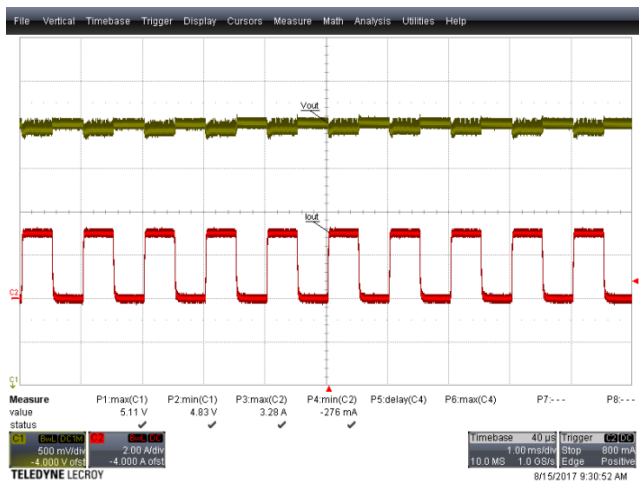 File Vertical Timebase Trigger Display Cursors Measure Math Analysis Utilities Help
Vout
Iout
C2
C1
Measure P1:max(C1) P2:min(C1) P3:max(C2) P4:min(C2) P5:delay(C4) P6:max(C4) P7:--- P8:---
value 5.11 V 4.83 V 3.28 A -276 mA
status
C1 BwL DC1M C2 BwL DC Timebase 40 µs Trigger C2 DC
500 mV/div 2.00 A/div 1.00 ms/div Stop 800 mA
-4.000 V ofst -4.000 A ofst 10.0 MS 1.0 GS/s Edge Positive
TELEDYNE LECROY 8/15/2017 9:30:52 AM